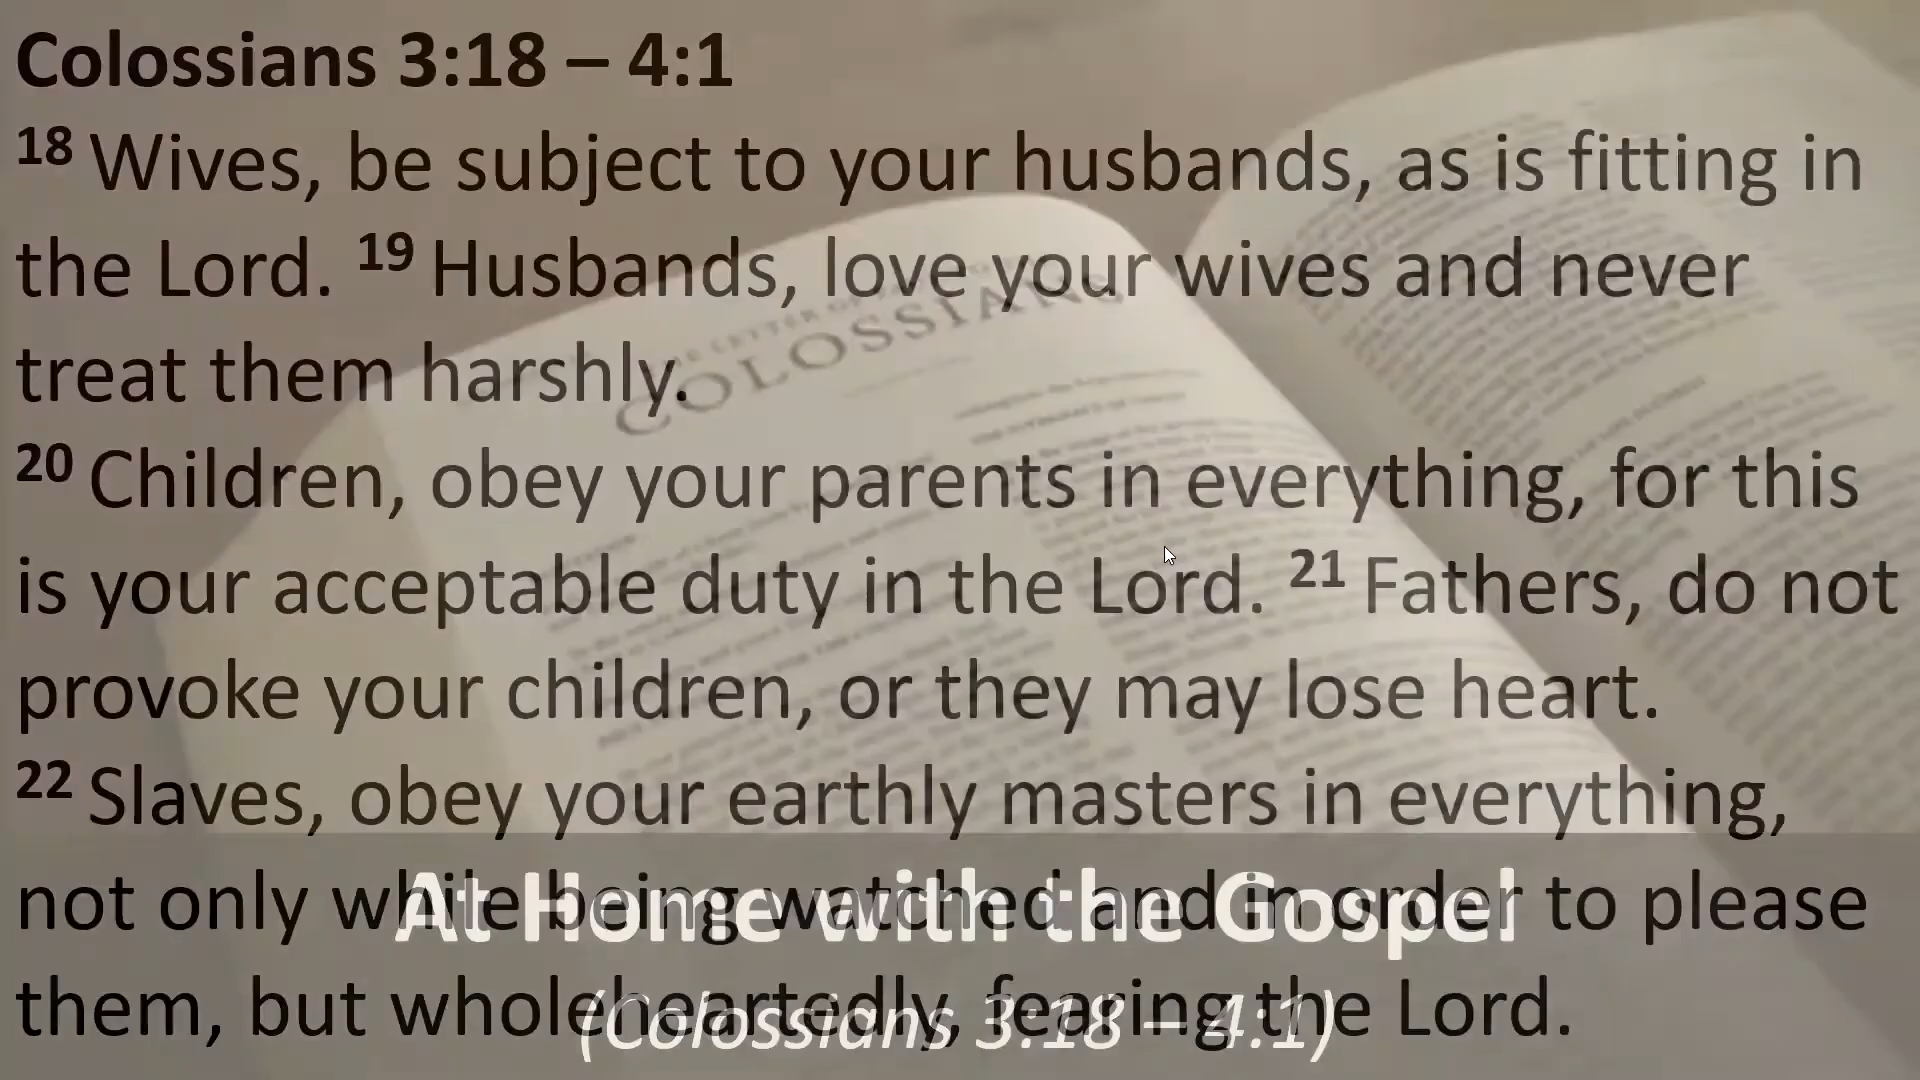 Colossians 3:18 – 4:1
18 Wives, be subject to your husbands, as is fitting in
the Lord. 19 Husbands, love your wives and never
treat them harshly.
COLOSSIANS
20 Children, obey your parents in everything, for this
is your acceptable duty in the Lord. 21 Fathers, do not
provoke your children, or they may lose heart.
22 Slaves, obey your earthly masters in everything,
not only while being watched and in order to please
At Home with the Gospel
them, but wholeheartedly, fearing the Lord.
(Colossians 3:18 – 4:1)